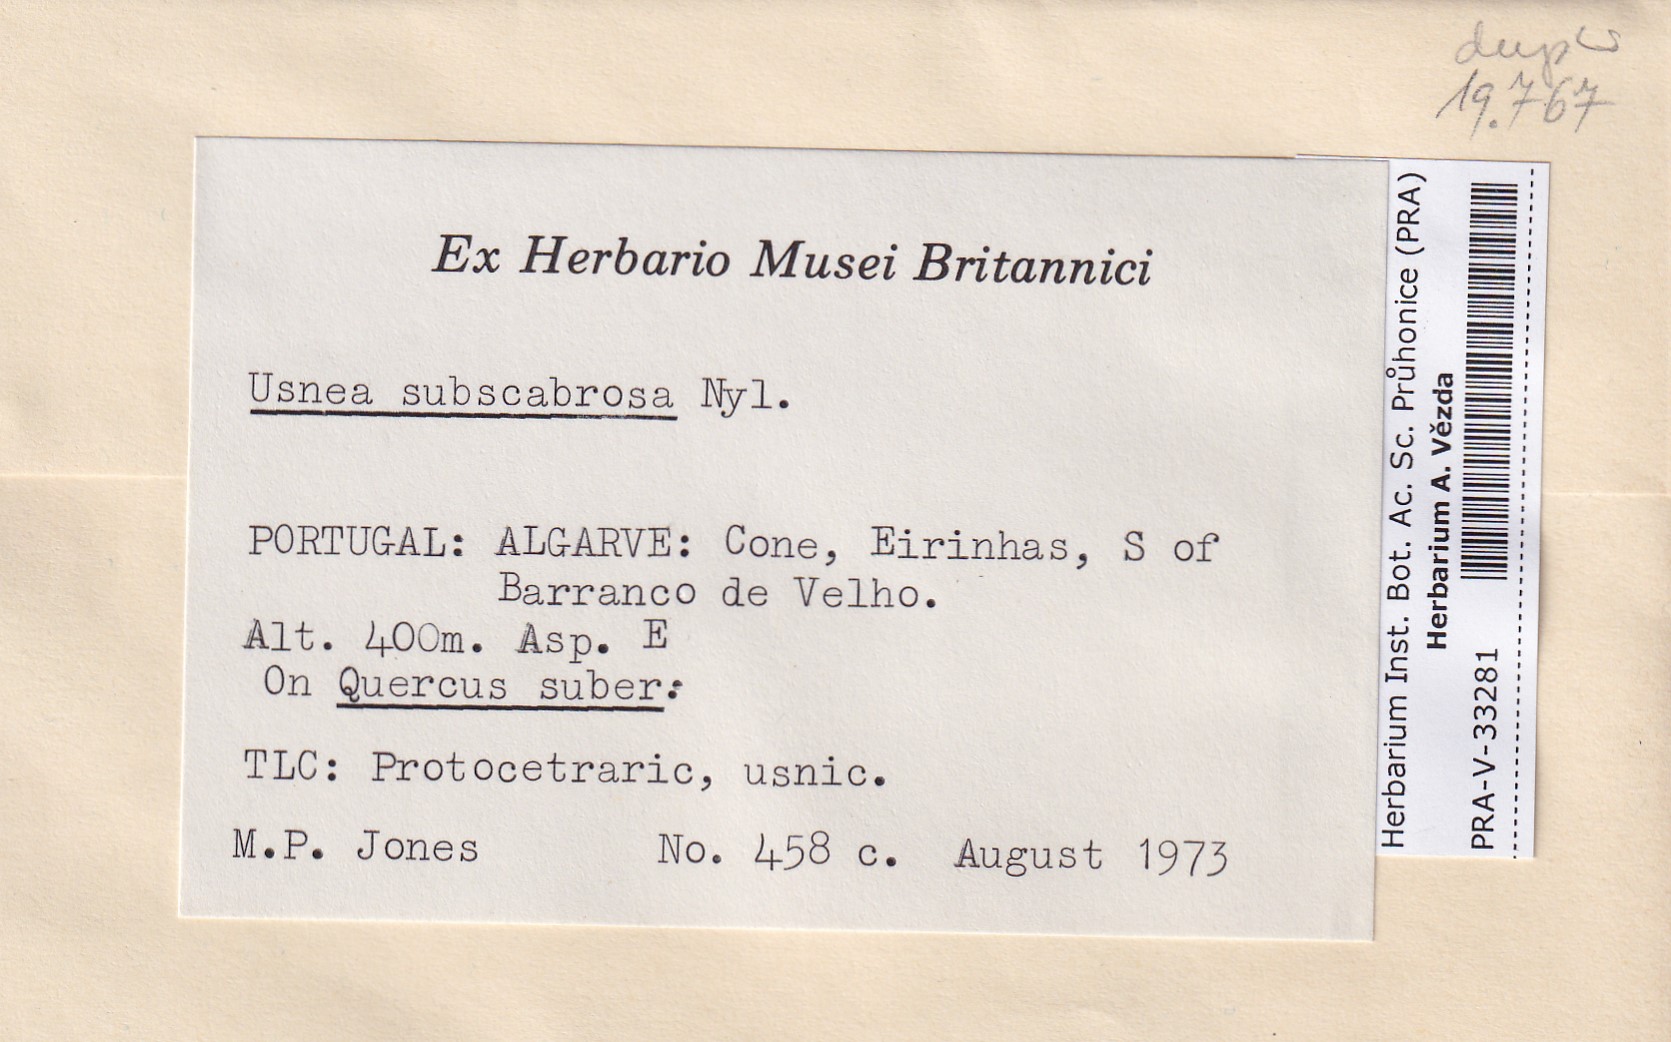 dupl
19.767
Ex Herbario Musei Britannici
Usnea subscabrosa Nyl.
PORTUGAL: ALGARVE: Cone, Eirinhas, S of
Barranco de Velho.
Alt. 400m. Asp. E
On Quercus suber:
TLC: Protocetraric, usnic.
M.P. Jones No. 458 c. August 1973
Herbarium Inst. Bot. Ac. Sc. Průhonice (PRA)
Herbarium A. Vězda
PRA-V-33281